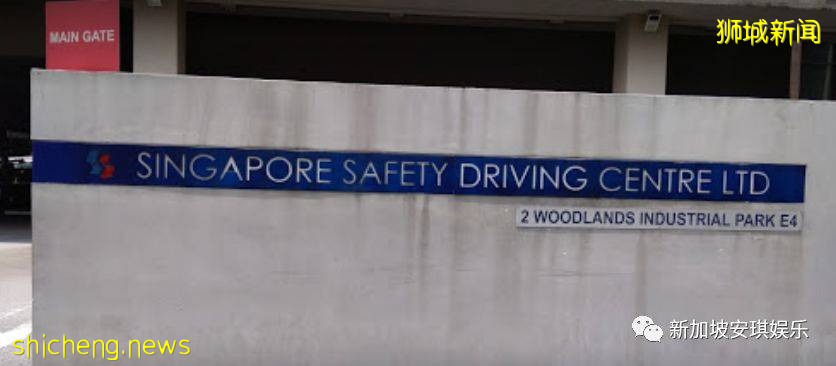 MAIN GATE
狮城新闻
SINGAPORE SAFETY DRIVING CENTRE LTD
2 WOODLANDS INDUSTRIAL PARK E4
新加坡安琪娱乐
shicheng.news